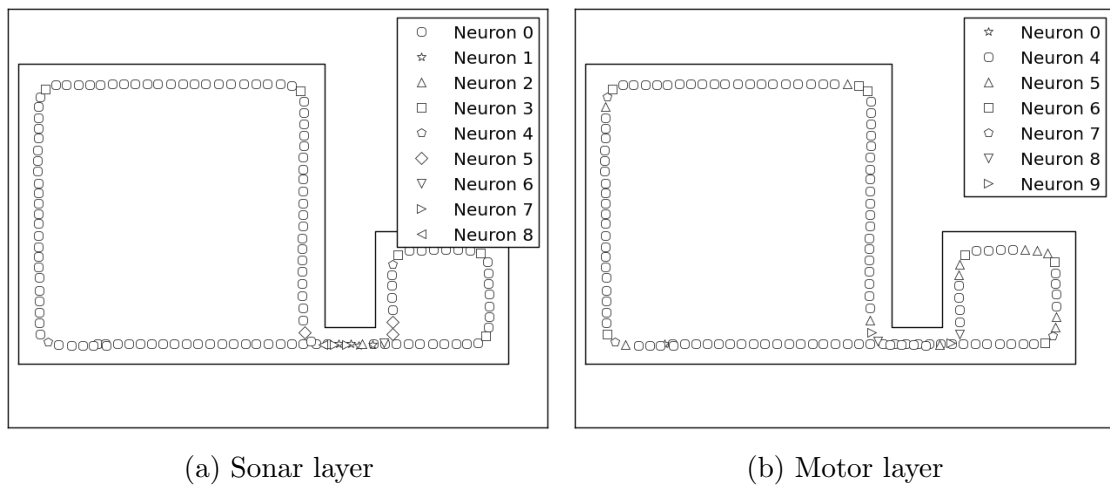 Neuron 0
Neuron 1
Neuron 2
Neuron 3
Neuron 4
Neuron 5
Neuron 6
Neuron 7
Neuron 8
Neuron 0
Neuron 4
Neuron 5
Neuron 6
Neuron 7
Neuron 8
Neuron 9
(a) Sonar layer
(b) Motor layer